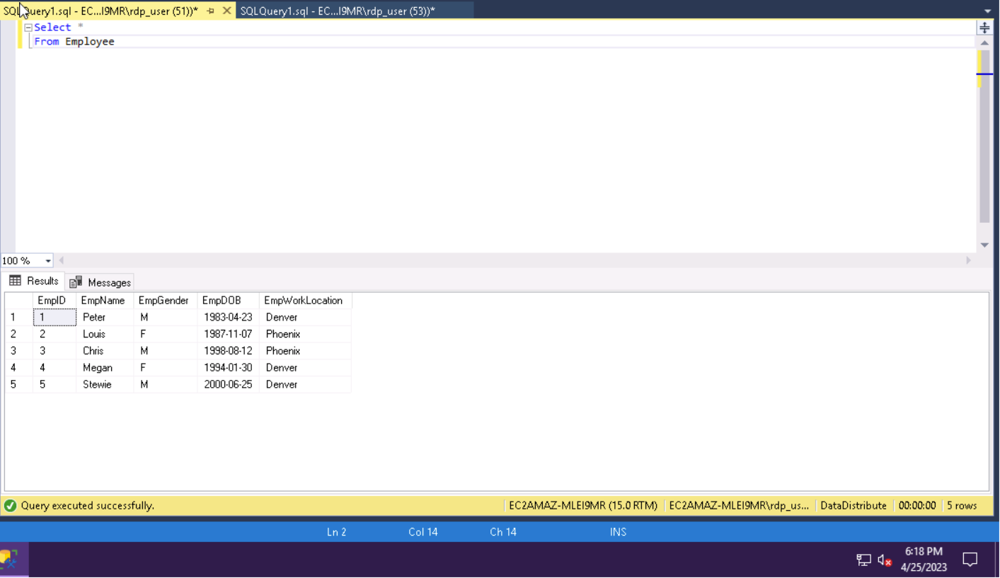 SQLQuery1.sql - EC...I9MR\rdp_user (51))* SQLQuery1.sql - EC...I9MR\rdp_user (53))*
Select *
From Employee
100 %
Results Messages
EmpID EmpName EmpGender EmpDOB EmpWorkLocation
1 1 Peter M 1983-04-23 Denver
2 2 Louis F 1987-11-07 Phoenix
3 3 Chris M 1998-08-12 Phoenix
4 4 Megan F 1994-01-30 Denver
5 5 Stewie M 2000-06-25 Denver
Query executed successfully. EC2AMAZ-MLEI9MR (15.0 RTM) EC2AMAZ-MLEI9MR\rdp_us... DataDistribute 00:00:00 5 rows
Ln 2 Col 14 Ch 14 INS
6:18 PM
4/25/2023